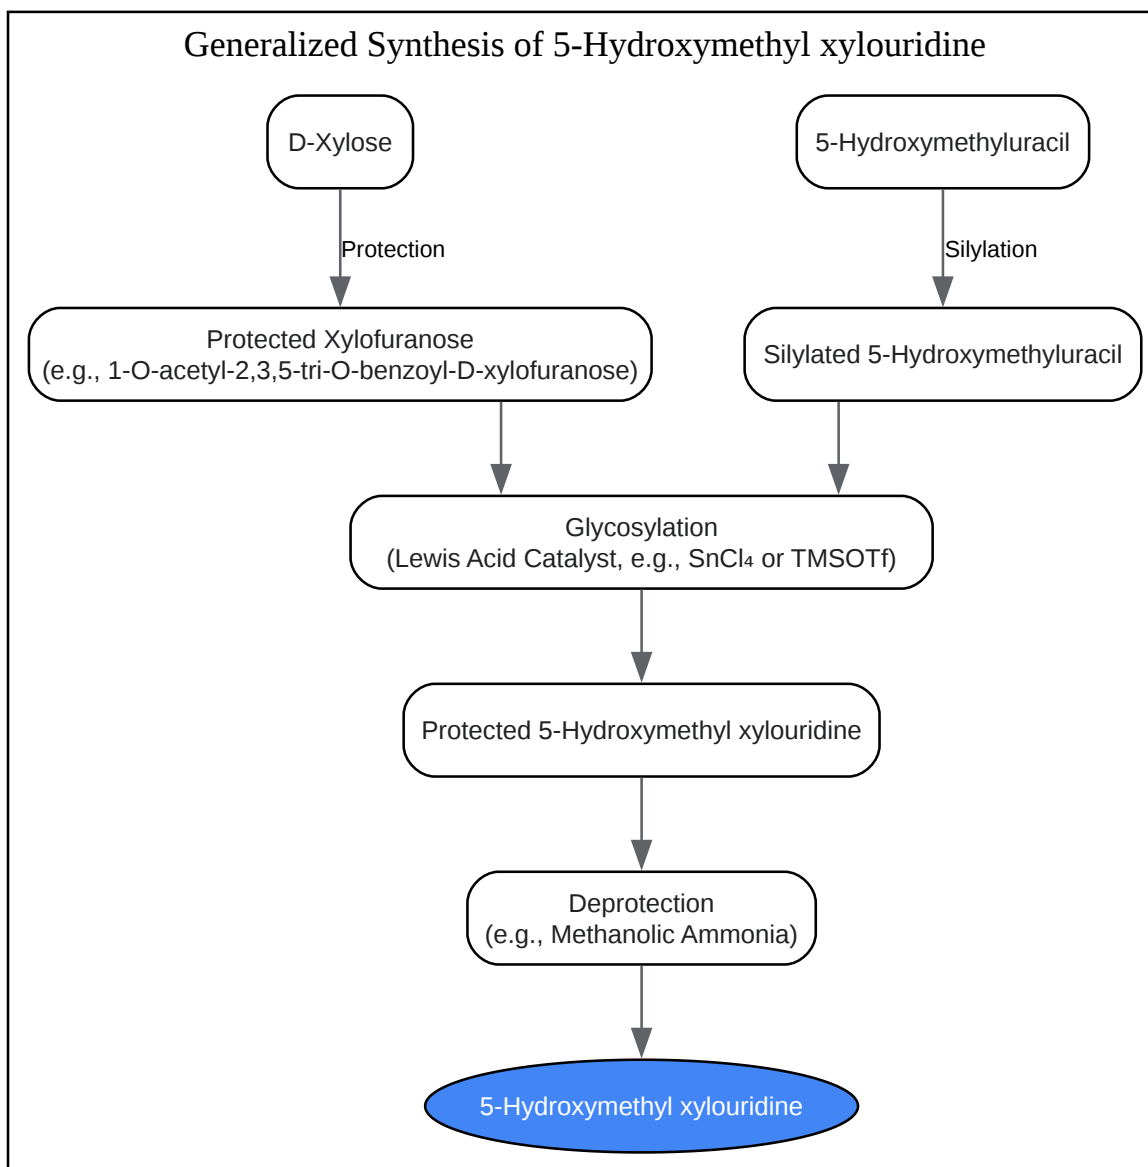 Generalized Synthesis of 5-Hydroxymethyl xylouridine
D-Xylose
5-Hydroxymethyluracil
Protection
Silylation
Protected Xylofuranose
(e.g., 1-O-acetyl-2,3,5-tri-O-benzoyl-D-xylofuranose)
Silylated 5-Hydroxymethyluracil
Glycosylation
(Lewis Acid Catalyst, e.g., SnCl₄ or TMSOTf)
Protected 5-Hydroxymethyl xylouridine
Deprotection
(e.g., Methanolic Ammonia)
5-Hydroxymethyl xylouridine